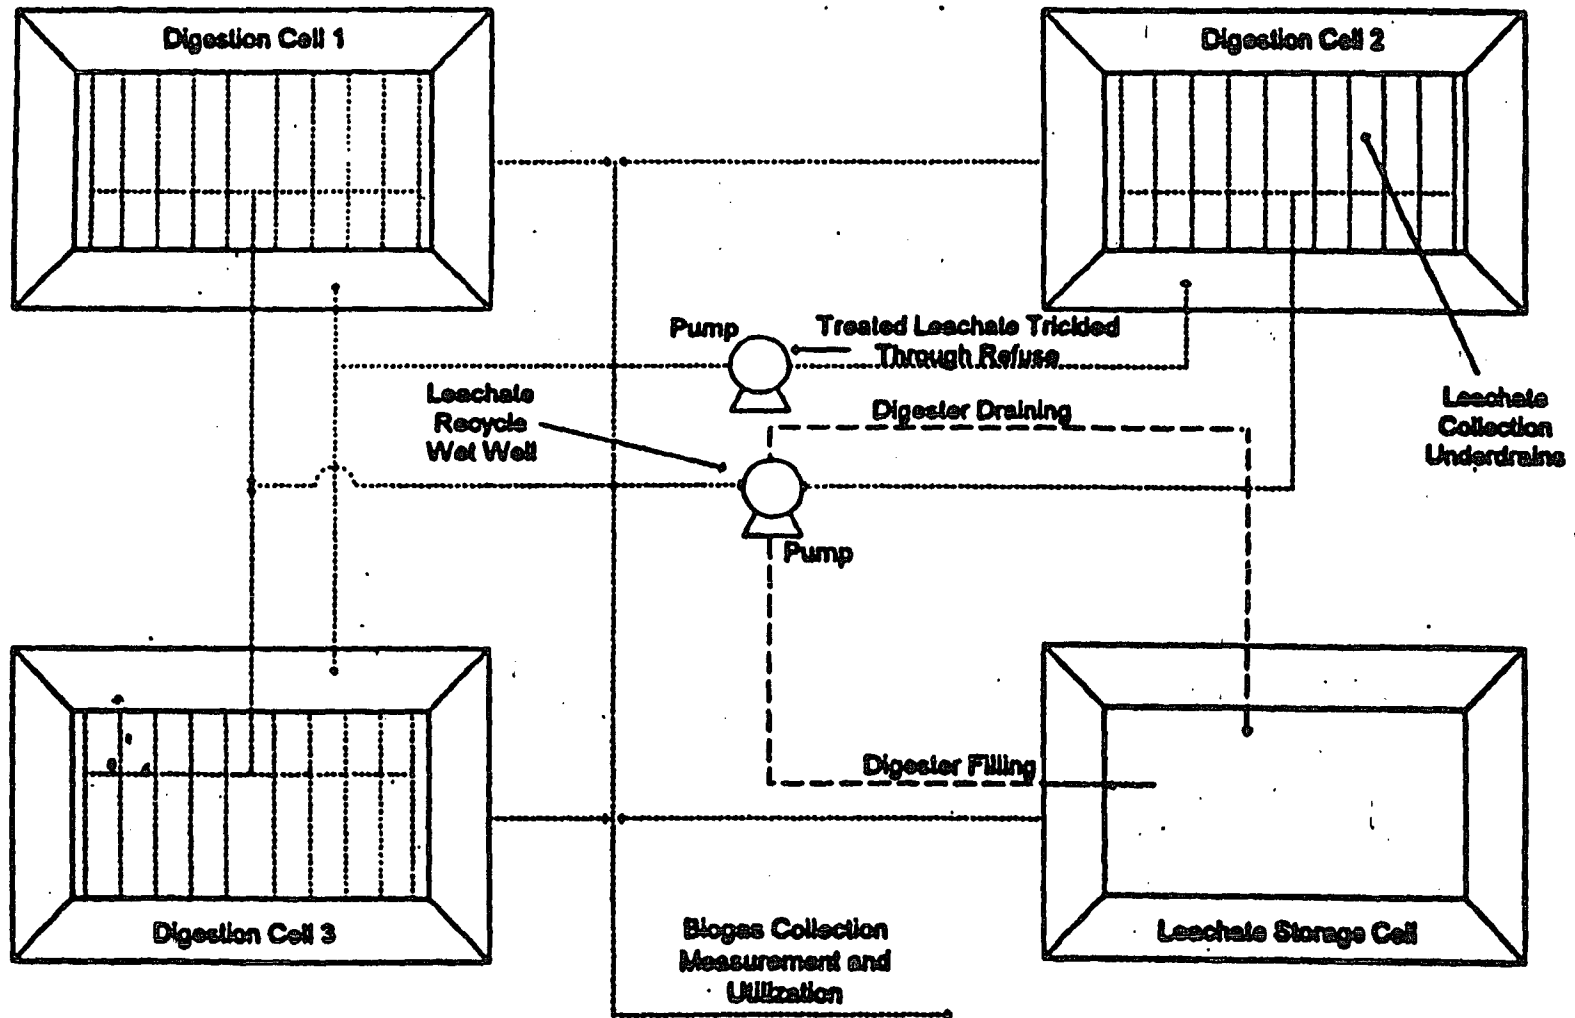 Digestion Cell 1
Digestion Cell 2
Pump
Treated Leachate Trickled
Through Refuse
Leachate
Recycle
Wet Well
Digester Draining
Leachate
Collection
Underdrains
Pump
Digester Filling
Digestion Cell 3
Biogas Collection
Measurement and
Utilization
Leachate Storage Cell